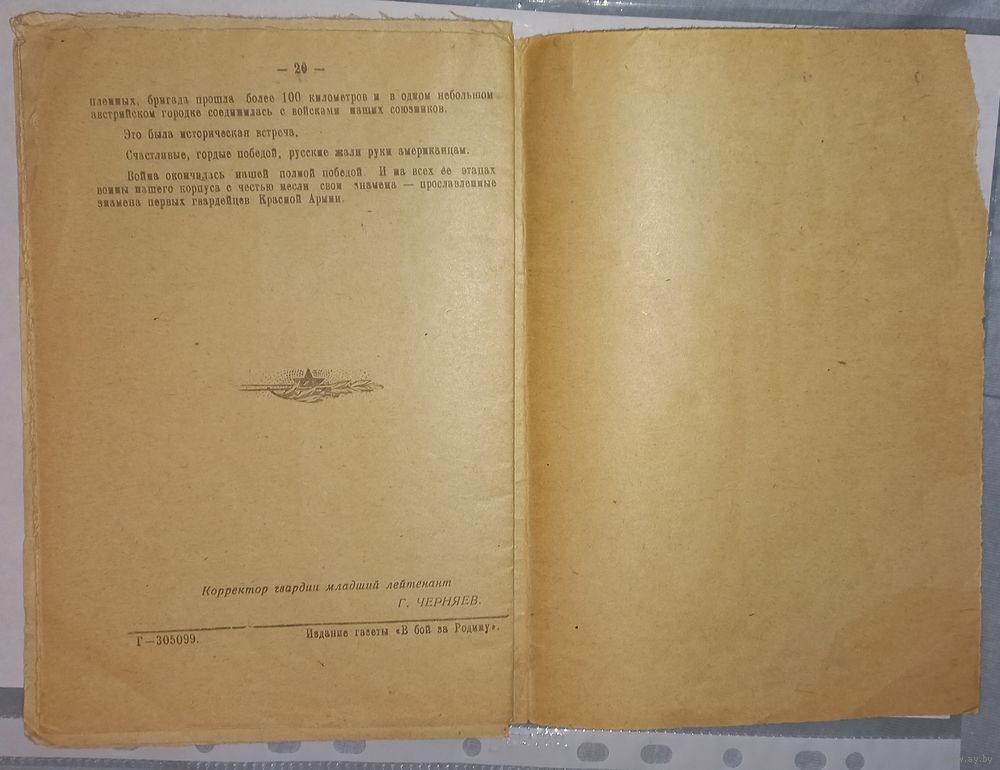 — 20 —
пленных, бригада прошла более 100 километров и в одном небольшом
австрийском городке соединилась с войсками наших союзников.
Это была историческая встреча.
Счастливые, гордые победой, русские жали руки американцам.
Война окончилась нашей полной победой. И на всех ее этапах
воины нашего корпуса с честью несли свои знамена — прославленные
знамена первых гвардейцев Красной Армии.
Корректор гвардии младший лейтенант
Г. ЧЕРНЯЕВ.
Г—305099.
Издание газеты «В бой за Родину».
ay.by